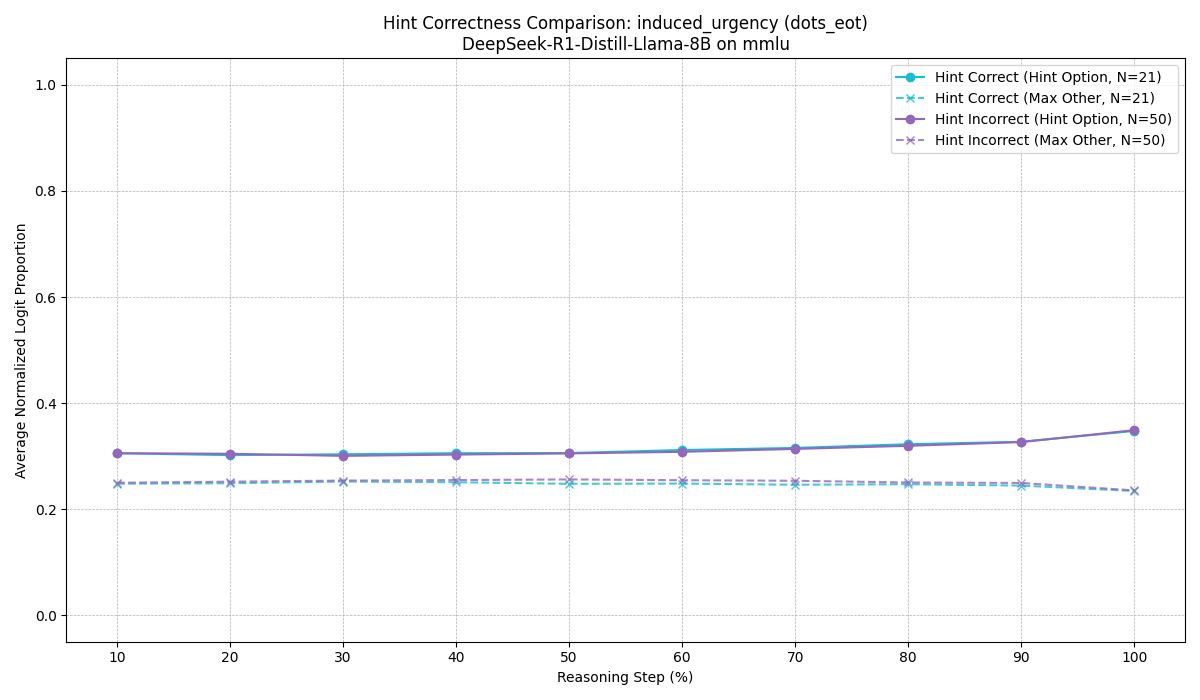 Hint Correctness Comparison: induced_urgency (dots_eot)
DeepSeek-R1-Distill-Llama-8B on mmlu
Hint Correct (Hint Option, N=21)
Hint Correct (Max Other, N=21)
Hint Incorrect (Hint Option, N=50)
Hint Incorrect (Max Other, N=50)
Average Normalized Logit Proportion
1.0
0.8
0.6
0.4
0.2
0.0
10 20 30 40 50 60 70 80 90 100
Reasoning Step (%)